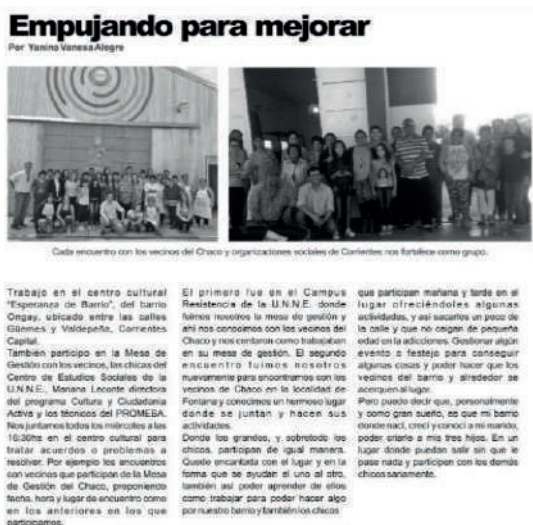 Empujando para mejorar
Por Yanina Vanesa Alegre
Cada encuentro con los vecinos del Chaco y organizaciones sociales de Corrientes nos fortalece como grupo.
Trabajo en el centro cultural
"Esperanza de Barrio", del barrio
Ongay, ubicado entre las calles
Güemes y Valdepeña, Corrientes
Capital.
También participo en la Mesa de
Gestión con los vecinos, las chicas del
Centro de Estudios Sociales de la
U.N.N.E., Mariana Leconte directora
del programa Cultura y Ciudadanía
Activa y los técnicos del PROMEBA.
Nos juntamos todos los miércoles a las
16:30hs en el centro cultural para
tratar acuerdos o problemas a
resolver. Por ejemplo los encuentros
con vecinos que participan de la Mesa
de Gestión del Chaco, proponiendo
fecha, hora y lugar de encuentro como
en los anteriores en los que
participamos.
El primero fue en el Campus
Resistencia de la U.N.N.E. donde
fuimos nosotros la mesa de gestión y
ahí nos conocimos con los vecinos del
Chaco y nos contaron como trabajaban
en su mesa de gestión. El segundo
encuentro fuimos nosotros
nuevamente para encontrarnos con los
vecinos de Chaco en la localidad de
Fontana y conocimos un hermoso lugar
donde se juntan y hacen sus
actividades.
Donde los grandes, y sobretodo los
chicos, participan de igual manera.
Quede encantada con el lugar y en la
forma que se ayudan el uno al otro,
también así poder aprender de ellos
como trabajar para poder hacer algo
por nuestro barrio y también los chicos
que participan mañana y tarde en el
lugar ofreciéndoles algunas
actividades, y así sacarlos un poco de
la calle y que no caigan de pequeña
edad en la adicciones. Gestionar algún
evento o festejo para conseguir
algunas cosas y poder hacer que los
vecinos del barrio y alrededor se
acerquen al lugar.
Pero puedo decir que, personalmente
y como gran sueño, es que mi barrio
donde nací, crecí y conocí a mi marido,
poder criarle a mis tres hijos. En un
lugar donde puedan salir sin que le
pase nada y participen con los demás
chicos sanamente.